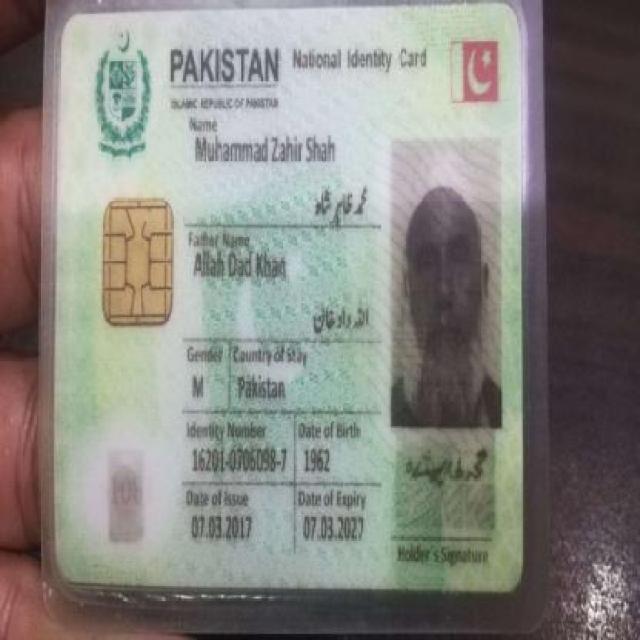 PAKISTAN National Identity Card
ISLAMIC REPUBLIC OF PAKISTAN
Name
Muhammad Zahir Shah
محمد ظاہر شاہ
Father Name
Allah Dad Khan
اللہ داد خان
Gender Country of Stay
M Pakistan
Identity Number Date of Birth
16201-0706098-7 1962
Date of Issue Date of Expiry
07.03.2017 07.03.2027
Holder's Signature